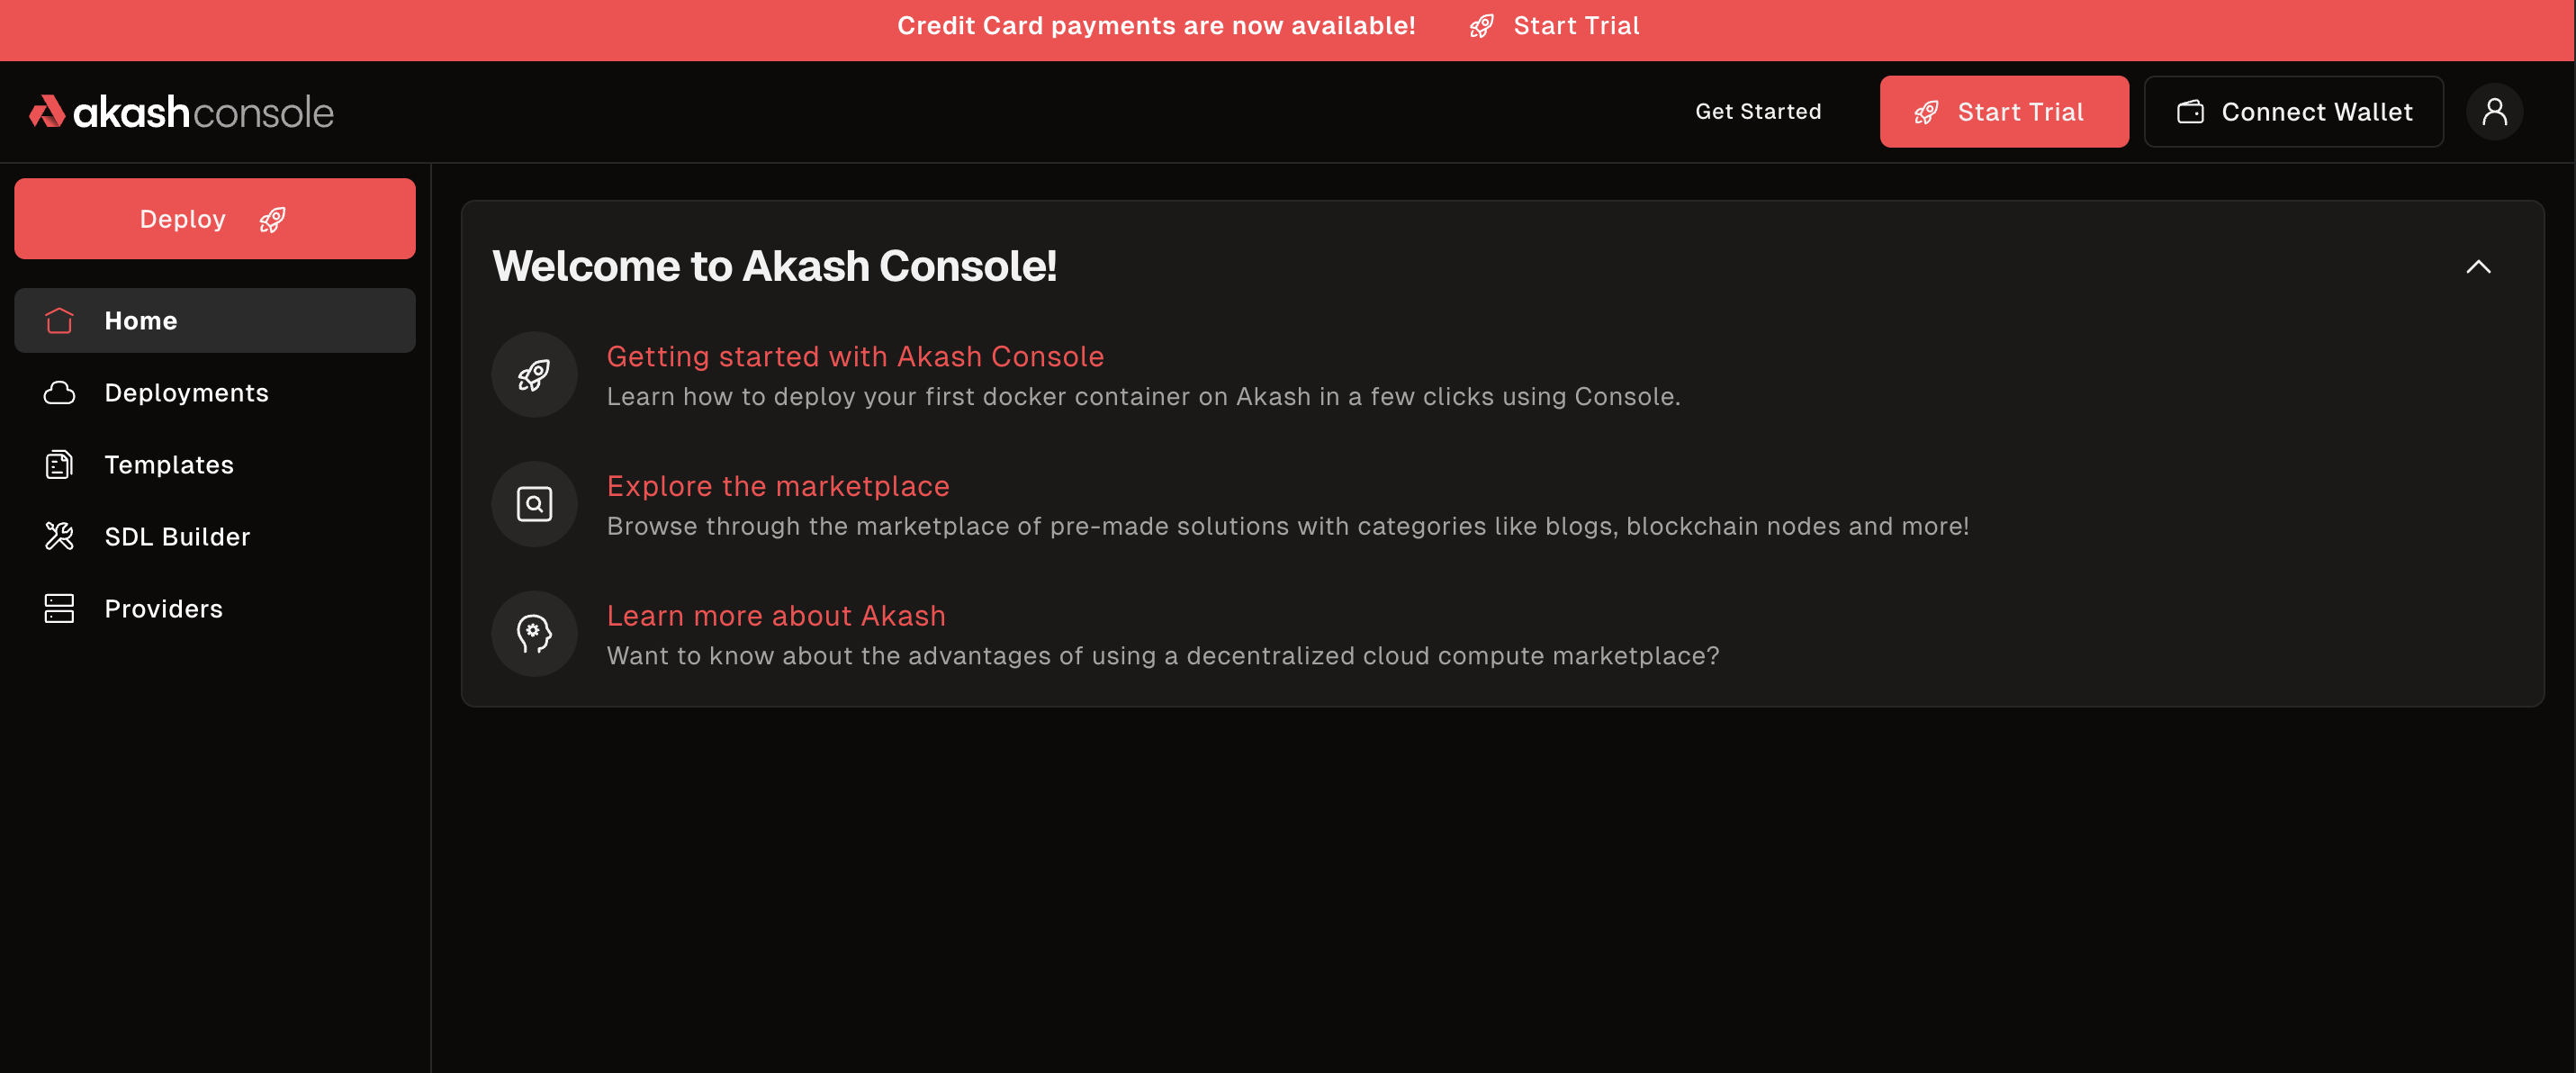 Credit Card payments are now available! Start Trial
akashconsole
Get Started
Start Trial
Connect Wallet
Deploy
Home
Deployments
Templates
SDL Builder
Providers
Welcome to Akash Console!
Getting started with Akash Console
Learn how to deploy your first docker container on Akash in a few clicks using Console.
Explore the marketplace
Browse through the marketplace of pre-made solutions with categories like blogs, blockchain nodes and more!
Learn more about Akash
Want to know about the advantages of using a decentralized cloud compute marketplace?